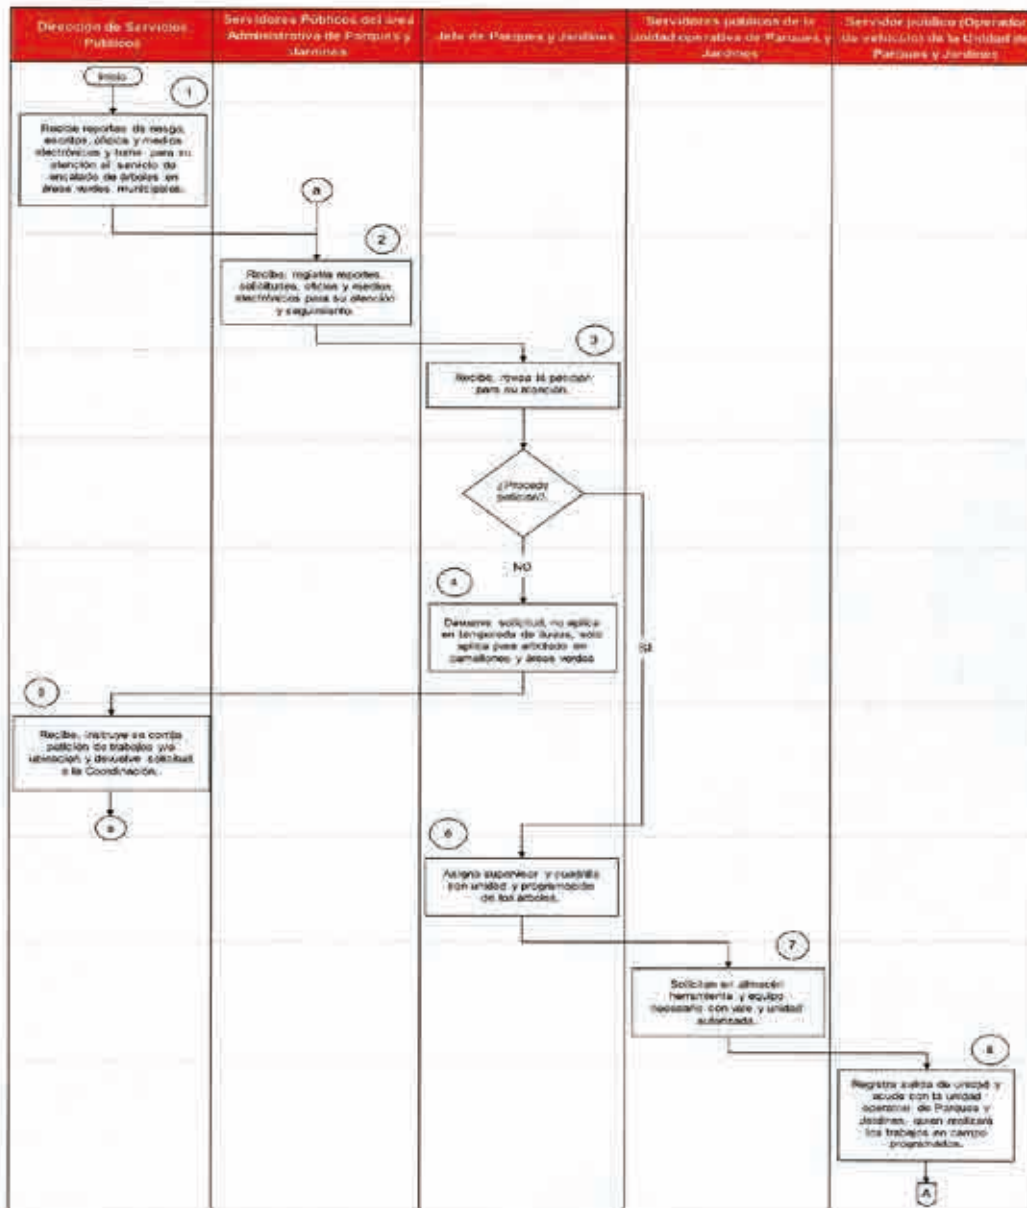 Dirección de Servicios
Públicos
Servidores Públicos del área
Administrativa de Parques y
Jardines
Jefe de Parques y Jardines
Servidores públicos de la
unidad operativa de Parques y
Jardines
Servidor público (Operador
de vehículo) de la Unidad de
Parques y Jardines
Inicio
1
Recibe reportes de riesgo,
escritos, oficios y medios
electrónicos y turna para su
atención al servicio de
encalado de árboles en
áreas verdes municipales.
a
2
Recibe, registra reportes,
solicitudes, oficios y medios
electrónicos para su atención
y seguimiento.
3
Recibe, revisa la petición
para su atención.
¿Procede
petición?
NO
SI
4
Devuelve solicitud, no aplica
en temporada de lluvias, solo
aplica para arbolado en
camellones y áreas verdes
5
Recibe, instruye se corrija
petición de trabajos y/o
ubicación y devuelve solicitud
a la Coordinación.
a
6
Asigna supervisor y cuadrilla
con unidad y programación
de los árboles.
7
Solicitan en almacén
herramienta y equipo
necesario con vale y unidad
autorizada.
8
Registra salida de unidad y
acude con la unidad
operativa de Parques y
Jardines, quien realizará
los trabajos en campo
programados.
A